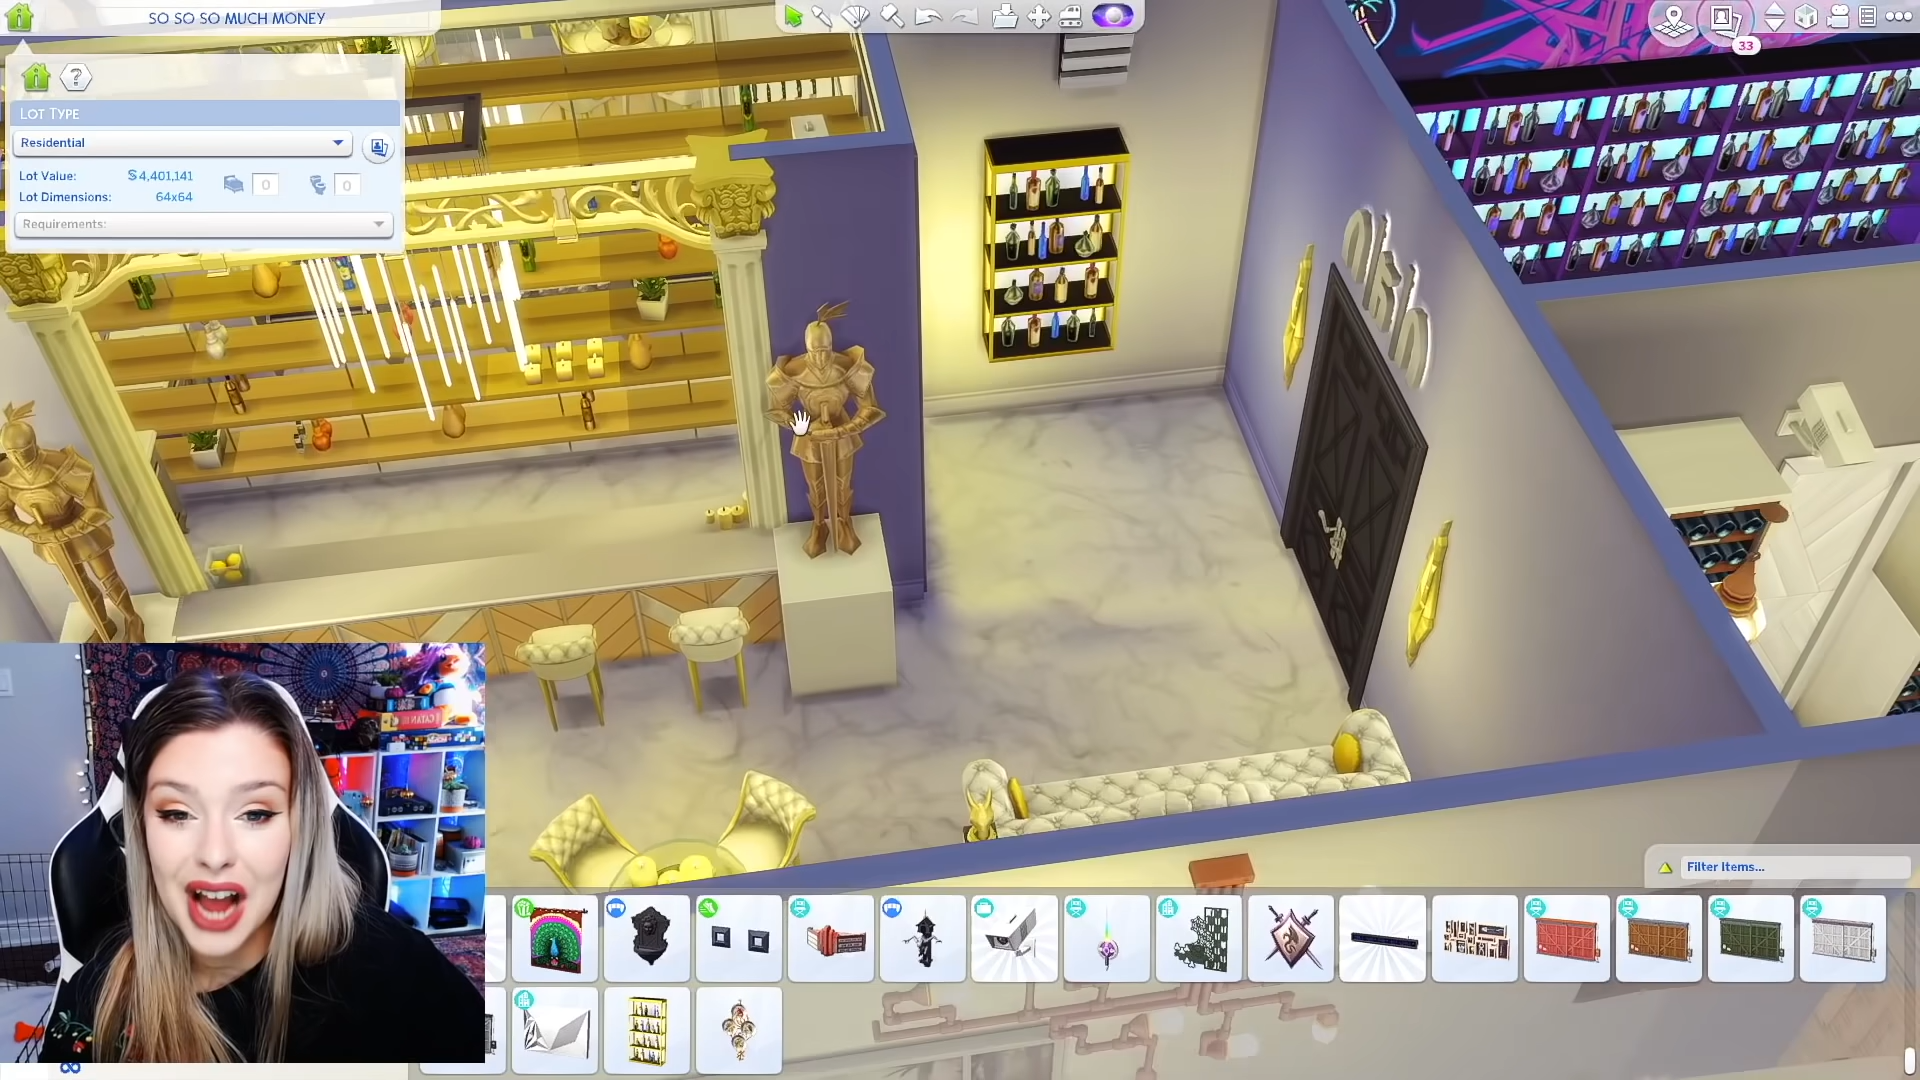 SO SO SO MUCH MONEY
33
LOT TYPE
Residential
Lot Value: §4,401,141
0
0
Lot Dimensions: 64x64
Requirements:
CATAN
Filter Items...